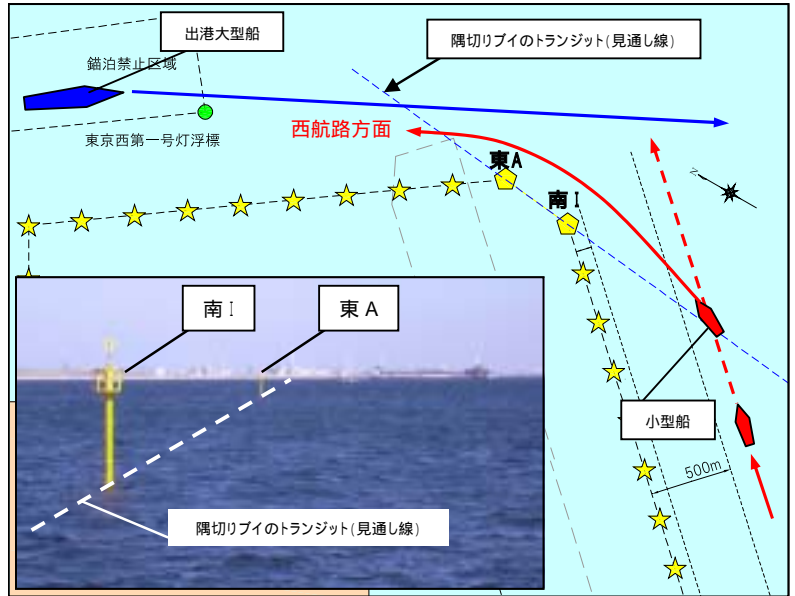 出港大型船
隅切りブイのトランジット(見通し線)
錨泊禁止区域
東京西第一号灯浮標
西航路方面
東A
南I
N
南I
東A
小型船
500m
隅切りブイのトランジット(見通し線)